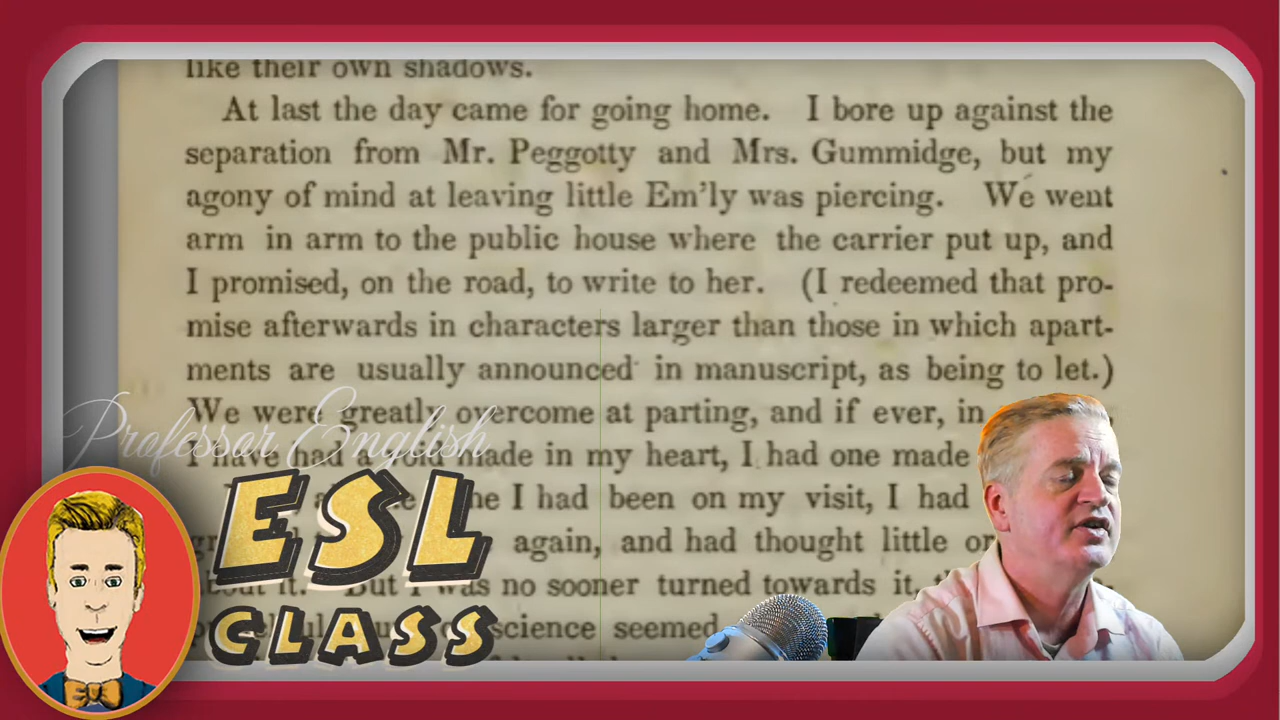 like their own shadows.
At last the day came for going home. I bore up against the
separation from Mr. Peggotty and Mrs. Gummidge, but my
agony of mind at leaving little Em'ly was piercing. We went
arm in arm to the public house where the carrier put up, and
I promised, on the road, to write to her. (I redeemed that pro-
mise afterwards in characters larger than those in which apart-
ments are usually announced in manuscript, as being to let.)
We were greatly overcome at parting, and if ever, in
I have had a void made in my heart, I had one made
I had been on my visit, I had
again, and had thought little or
about it. But I was no sooner turned towards it,
science seemed
Professor English
ESL
CLASS